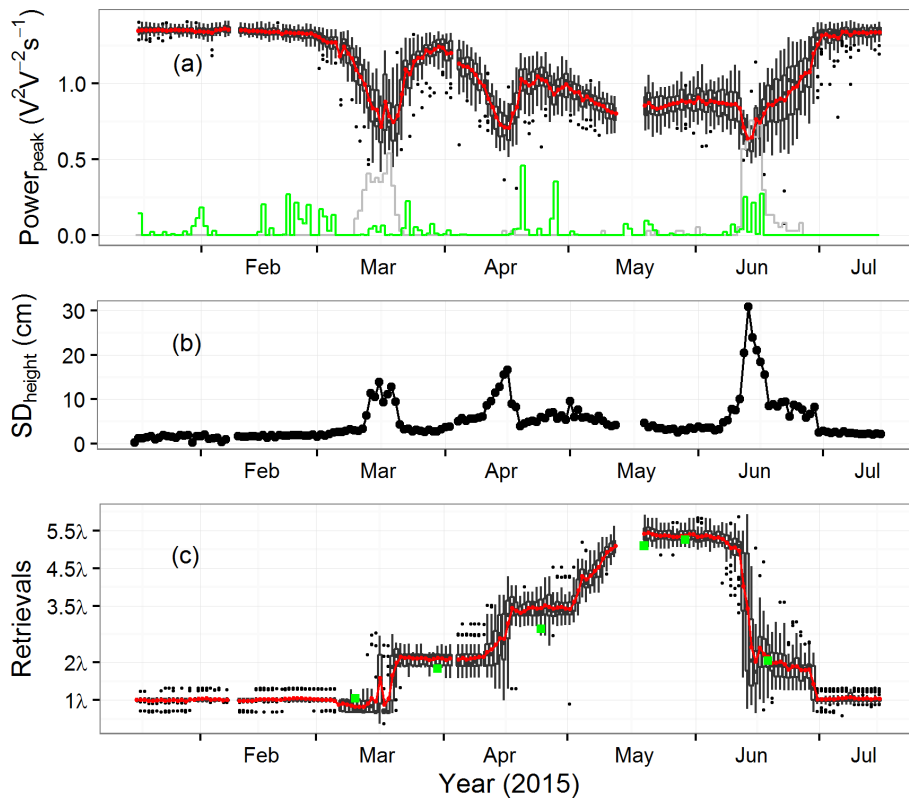 Power_peak (V²V⁻²s⁻¹)
(a)
1.0
0.5
0.0
Feb Mar Apr May Jun Jul
SD_height (cm)
(b)
30
20
10
0
Feb Mar Apr May Jun Jul
Retrievals
(c)
5.5λ
4.5λ
3.5λ
2λ
1λ
Feb Mar Apr May Jun Jul
Year (2015)